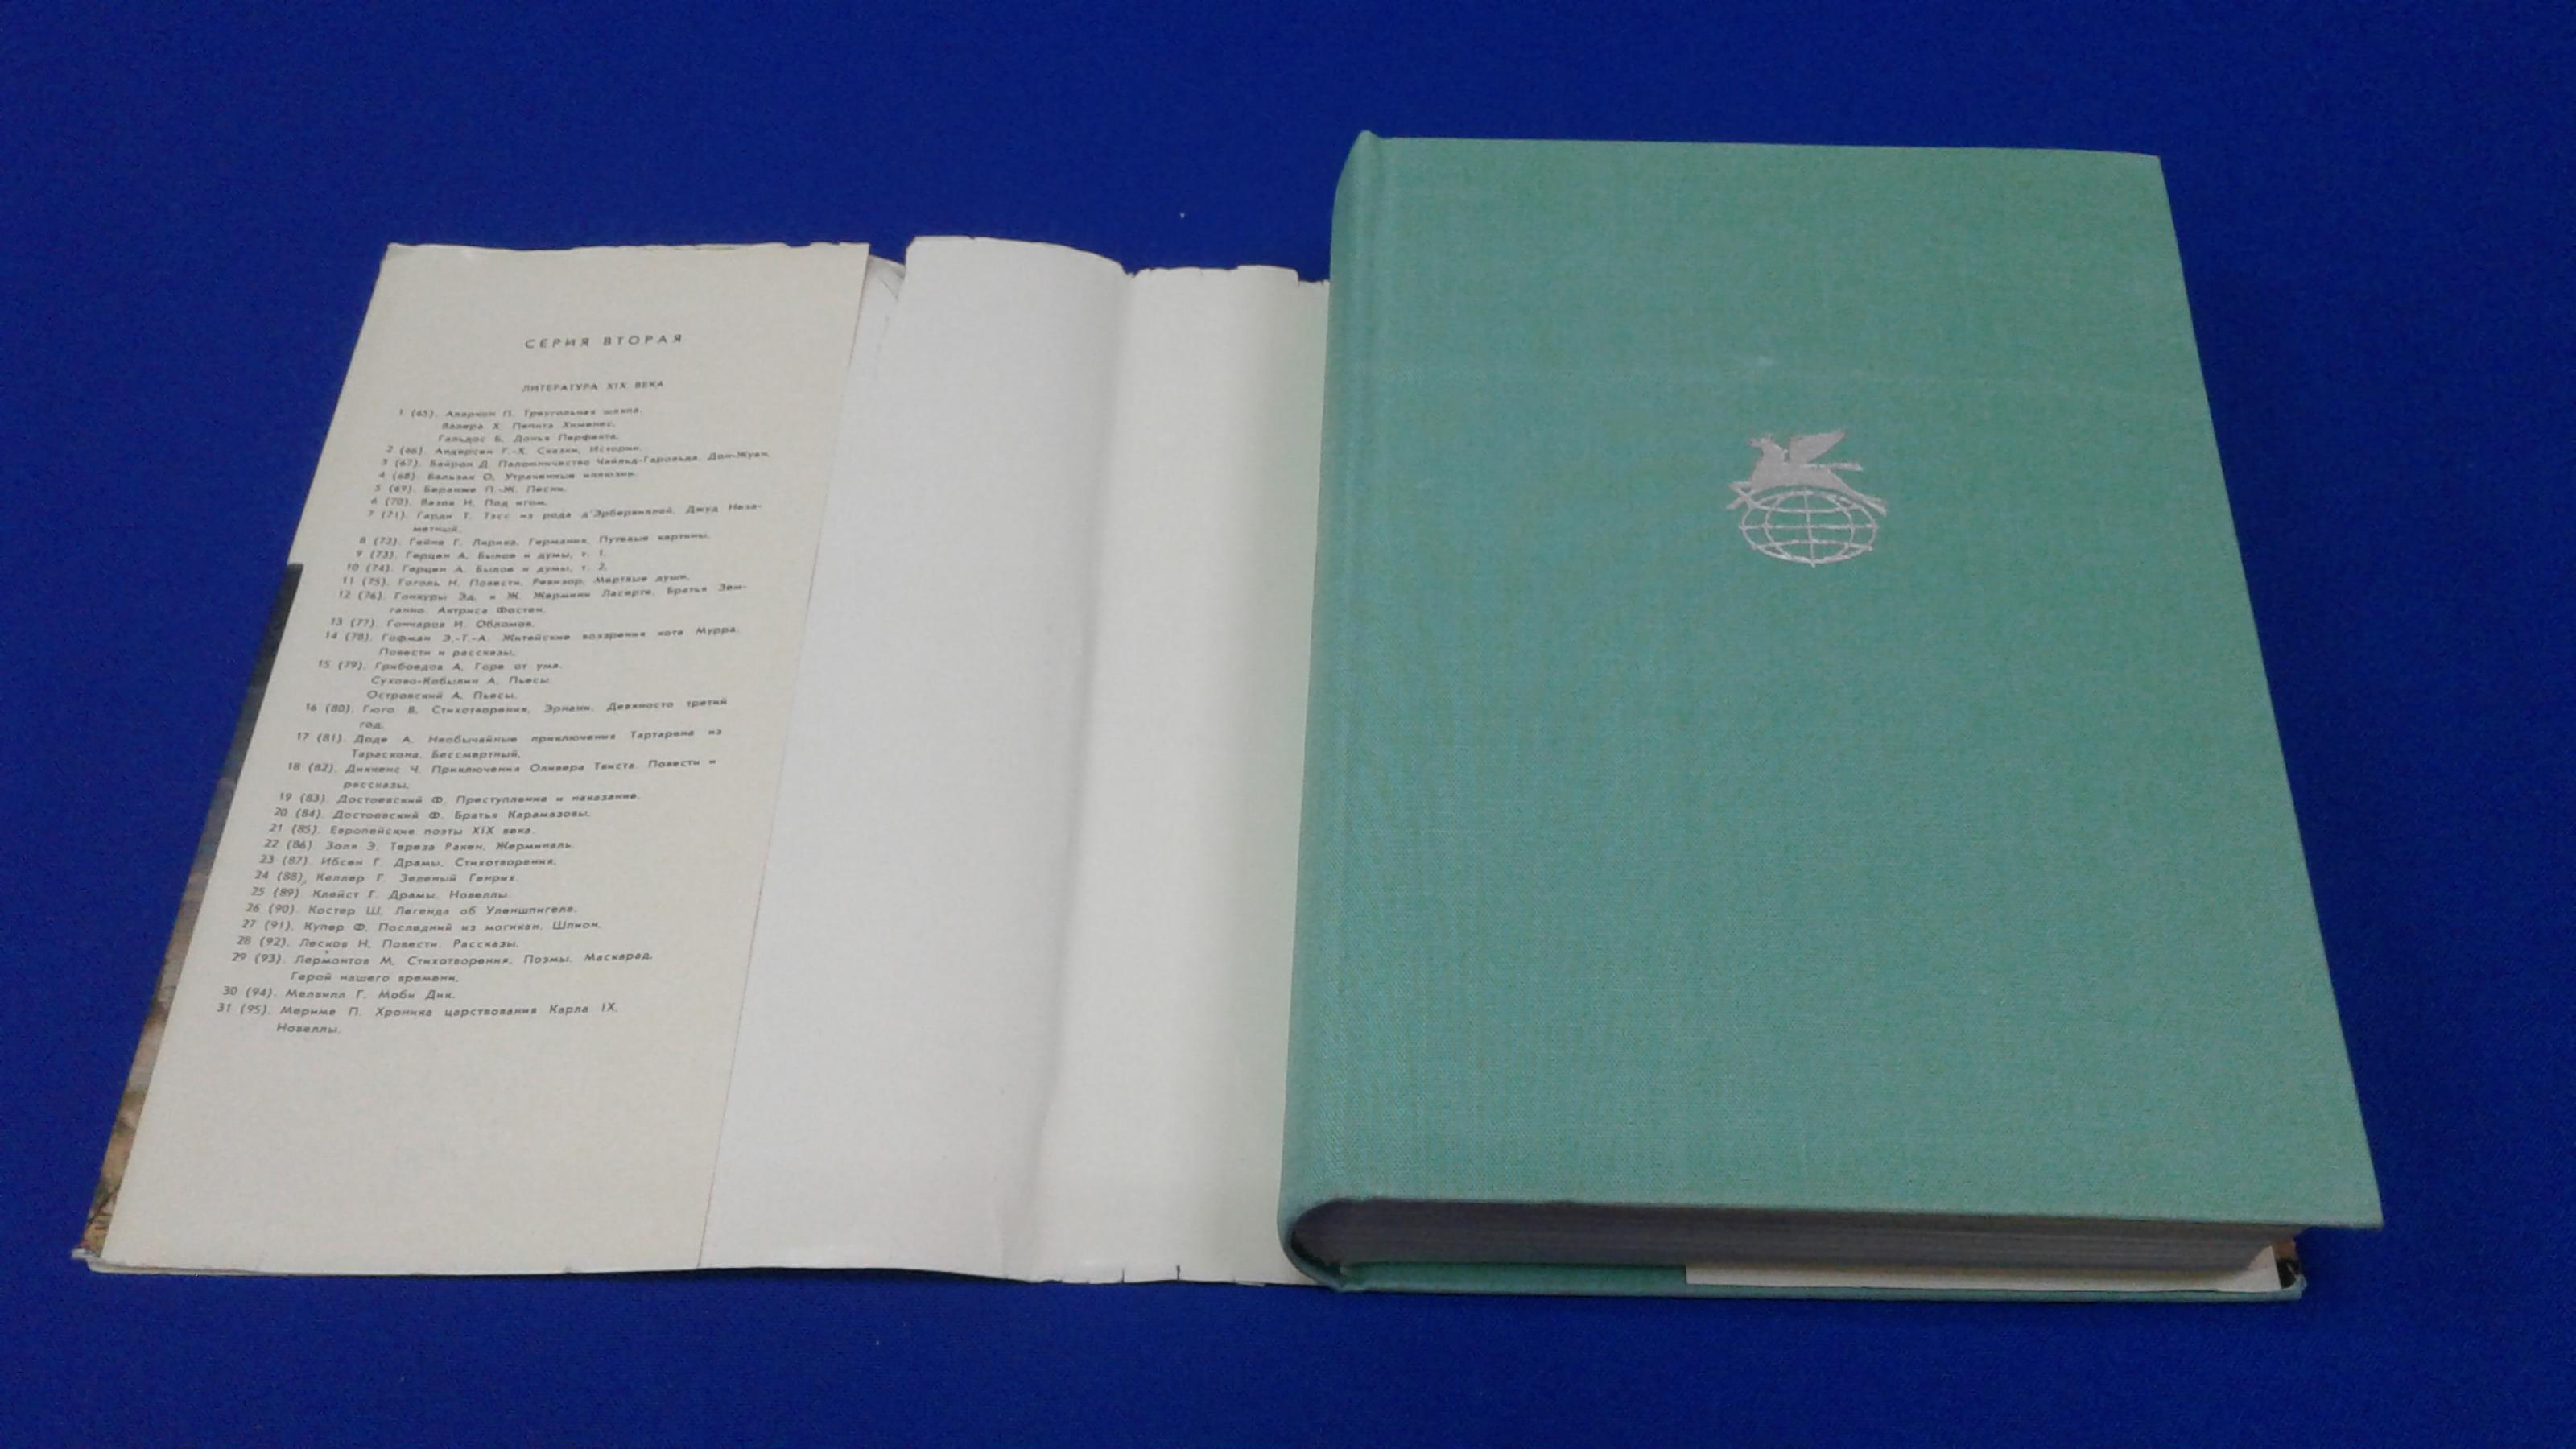 СЕРИЯ ВТОРАЯ
ЛИТЕРАТУРА XIX ВЕКА
1 (65). Аларкон П. Треугольная шляпа.
Валера Х. Пепита Хименес.
Гальдос Б. Донья Перфекта.
2 (66). Андерсен Г.-Х. Сказки. Истории.
3 (67). Байрон Д. Паломничество Чайльд-Гарольда. Дон-Жуан.
4 (68). Бальзак О. Утраченные иллюзии.
5 (69). Беранже П.-Ж. Песни.
6 (70). Вазов И. Под игом.
7 (71). Гарди Т. Тэсс из рода д'Эрбервиллей. Джуд Неза-
метный.
8 (72). Гейне Г. Лирика. Германия. Путевые картины.
9 (73). Герцен А. Былое и думы, т. 1.
10 (74). Герцен А. Былое и думы, т. 2.
11 (75). Гоголь Н. Повести. Ревизор. Мертвые души.
12 (76). Гонкуры Эд. и Ж. Жермини Ласерте. Братья Зем-
ганно. Актриса Фостен.
13 (77). Гончаров И. Обломов.
14 (78). Гофман Э.-Т.-А. Житейские воззрения кота Мурра.
Повести и рассказы.
15 (79). Грибоедов А. Горе от ума.
Сухово-Кобылин А. Пьесы.
Островский А. Пьесы.
16 (80). Гюго В. Стихотворения. Эрнани. Девяносто третий
год.
17 (81). Доде А. Необычайные приключения Тартарена из
Тараскона. Бессмертный.
18 (82). Диккенс Ч. Приключения Оливера Твиста. Повести и
рассказы.
19 (83). Достоевский Ф. Преступление и наказание.
20 (84). Достоевский Ф. Братья Карамазовы.
21 (85). Европейские поэты XIX века.
22 (86). Золя Э. Тереза Ракен. Жерминаль.
23 (87). Ибсен Г. Драмы. Стихотворения.
24 (88). Келлер Г. Зеленый Генрих.
25 (89). Клейст Г. Драмы. Новеллы.
26 (90). Костер Ш. Легенда об Уленшпигеле.
27 (91). Купер Ф. Последний из могикан. Шпион.
28 (92). Лесков Н. Повести. Рассказы.
29 (93). Лермонтов М. Стихотворения. Поэмы. Маскарад.
Герой нашего времени.
30 (94). Мелвилл Г. Моби Дик.
31 (95). Мериме П. Хроника царствования Карла IX.
Новеллы.